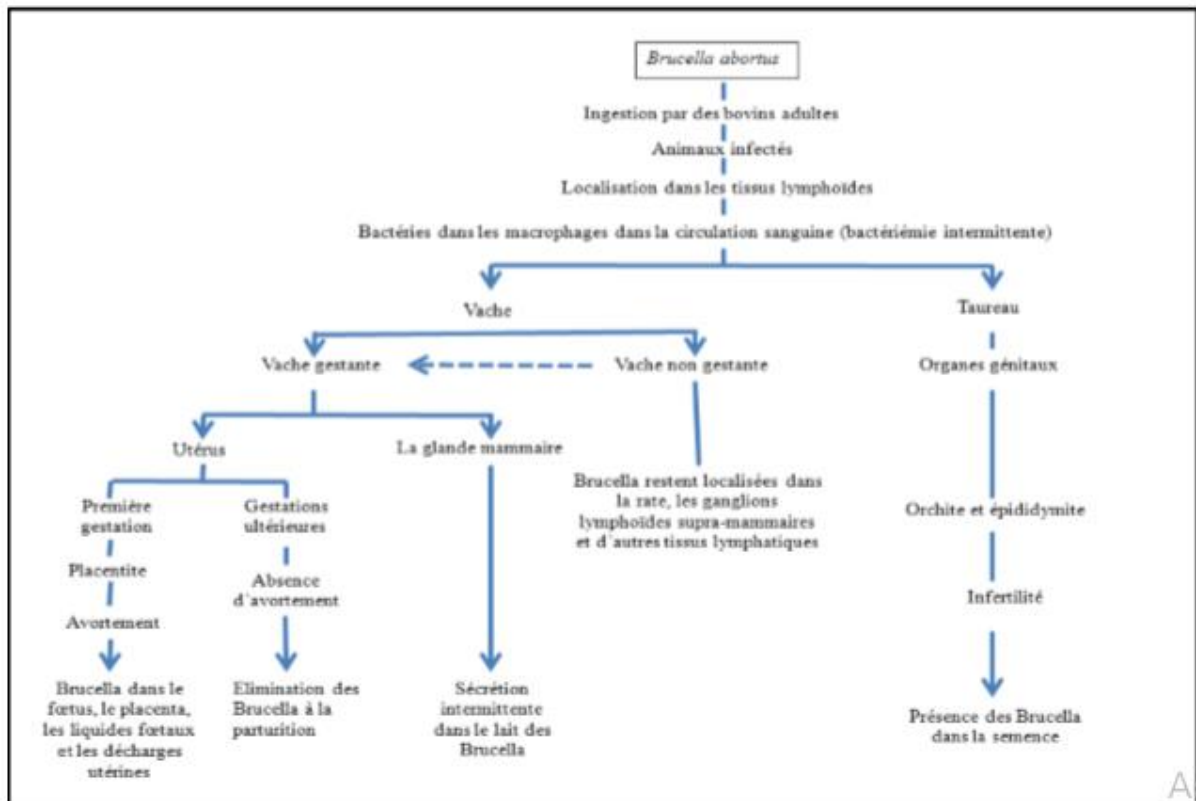 Brucella abortus
Ingestion par des bovins adultes
Animaux infectés
Localisation dans les tissus lymphoïdes
Bactéries dans les macrophages dans la circulation sanguine (bactériémie intermittente)
Vache
Taureau
Vache gestante
Vache non gestante
Organes génitaux
Utérus
La glande mammaire
Brucella restent localisées dans
la rate, les ganglions
lymphoïdes supra-mammaires
et d'autres tissus lymphatiques
Première
gestation
Gestations
ultérieures
Orchite et épididymite
Placentite
Absence
d'avortement
Avortement
Infertilité
Brucella dans le
fœtus, le placenta,
les liquides fœtaux
et les décharges
utérines
Elimination des
Brucella à la
parturition
Sécrétion
intermittente
dans le lait des
Brucella
Présence des Brucella
dans la semence
A